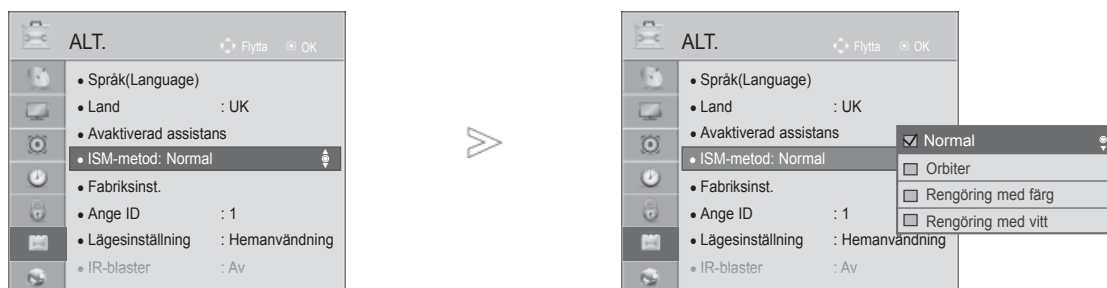 ALT.
Flytta OK
• Språk(Language)
• Land : UK
• Avaktiverad assistans
• ISM-metod: Normal
• Fabriksinst.
• Ange ID : 1
• Lägesinställning : Hemanvändning
• IR-blaster : Av
ALT.
Flytta OK
• Språk(Language)
• Land : UK
• Avaktiverad assistans
• ISM-metod: Normal
• Fabriksinst.
• Ange ID : 1
• Lägesinställning : Hemanvändning
• IR-blaster : Av
Normal
Orbiter
Rengöring med färg
Rengöring med vitt